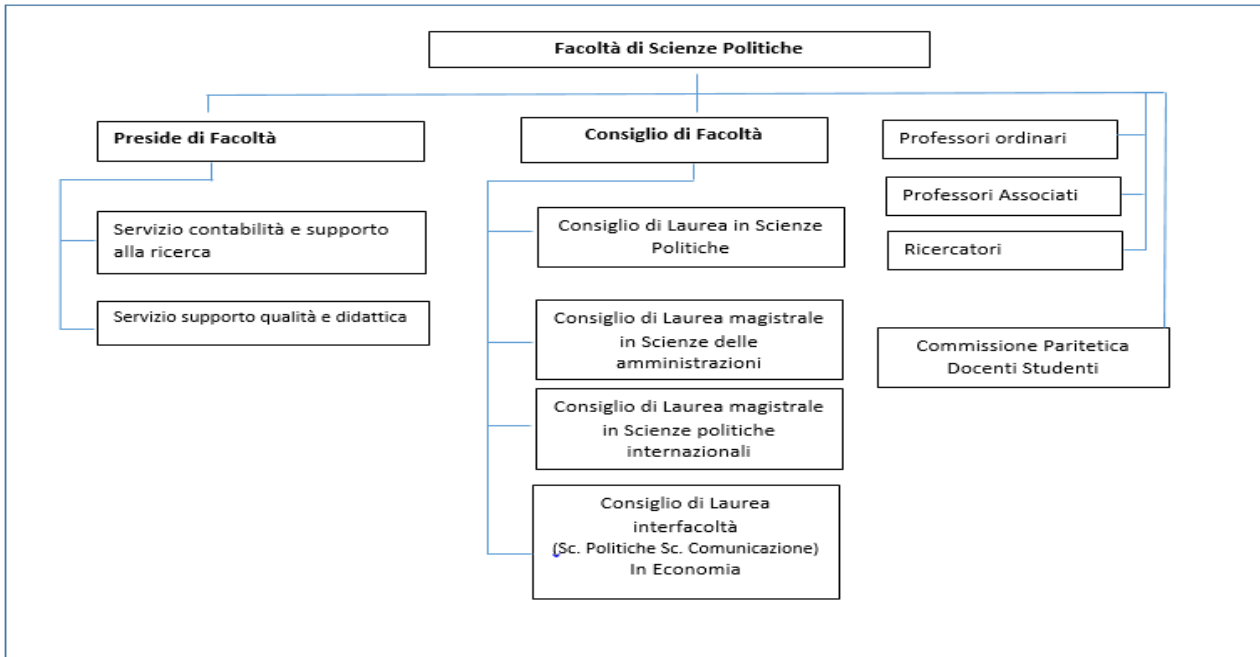 Facoltà di Scienze Politiche
Preside di Facoltà
Servizio contabilità e supporto
alla ricerca
Servizio supporto qualità e didattica
Consiglio di Facoltà
Consiglio di Laurea in Scienze
Politiche
Consiglio di Laurea magistrale
in Scienze delle
amministrazioni
Consiglio di Laurea magistrale
in Scienze politiche
internazionali
Consiglio di Laurea
interfacoltà
(Sc. Politiche Sc. Comunicazione)
In Economia
Professori ordinari
Professori Associati
Ricercatori
Commissione Paritetica
Docenti Studenti